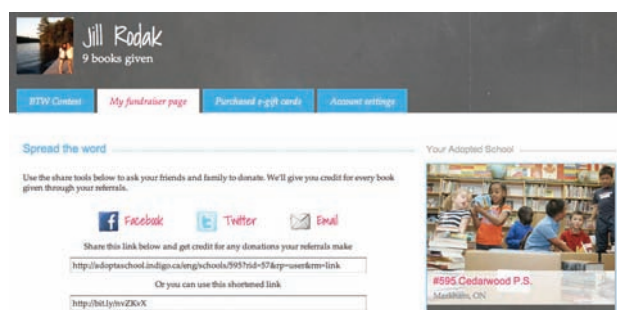 Jill Rodak
9 books given
BTW Contest
My fundraiser page
Purchased e-gift cards
Account settings
Spread the word
Use the share tools below to ask your friends and family to donate. We'll give you credit for every book
given through your referrals.
Facebook
Twitter
Email
Share this link below and get credit for any donations your referrals make
http://adoptaschool.indigo.ca/eng/schools/595?rid=57&rp=user&rm=link
Or you can use this shortened link
http://bit.ly/nvZKvX
Your Adopted School
#595 Cedarwood P.S.
Markham, ON